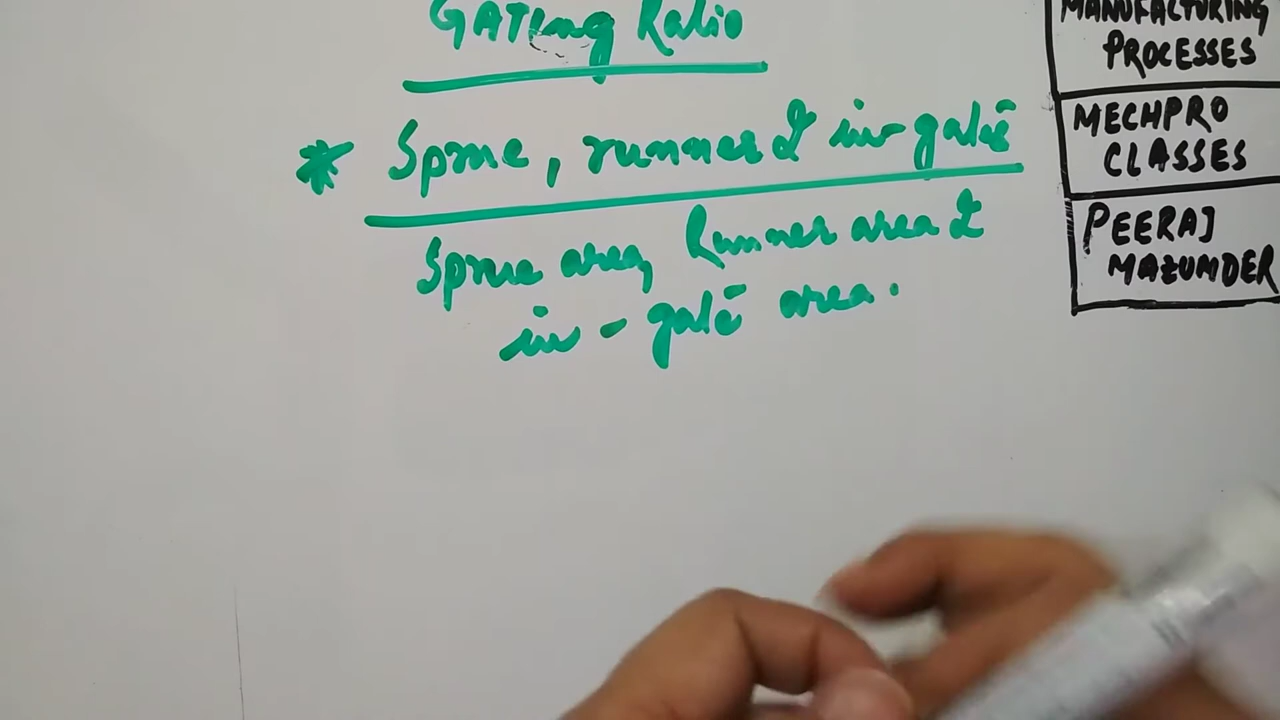 GATing Ratio
* Sprue, runner & in-gate
Sprue area, Runner area &
in-gate area.
MANUFACTURING
PROCESSES
MECHPRO
CLASSES
PEERAJ
MAZUMDER